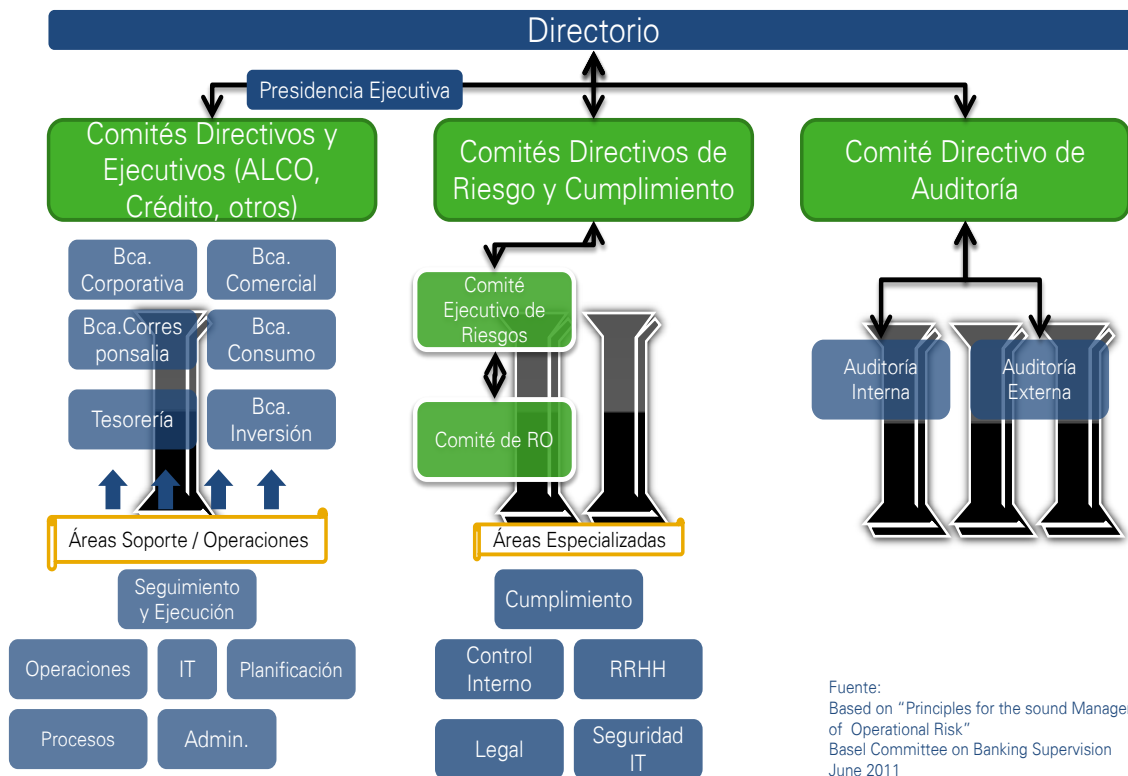 Directorio
Presidencia Ejecutiva
Comités Directivos y
Ejecutivos (ALCO,
Crédito, otros)
Comités Directivos de
Riesgo y Cumplimiento
Comité Directivo de
Auditoría
Bca.
Corporativa
Bca.
Comercial
Bca.Corres
ponsalia
Bca.
Consumo
Tesorería
Bca.
Inversión
Áreas Soporte / Operaciones
Seguimiento
y Ejecución
Operaciones
IT
Planificación
Procesos
Admin.
Comité
Ejecutivo de
Riesgos
Comité de RO
Áreas Especializadas
Cumplimiento
Control
Interno
RRHH
Legal
Seguridad
IT
Auditoría
Interna
Auditoría
Externa
Fuente:
Based on “Principles for the sound Manage
of Operational Risk”
Basel Committee on Banking Supervision
June 2011